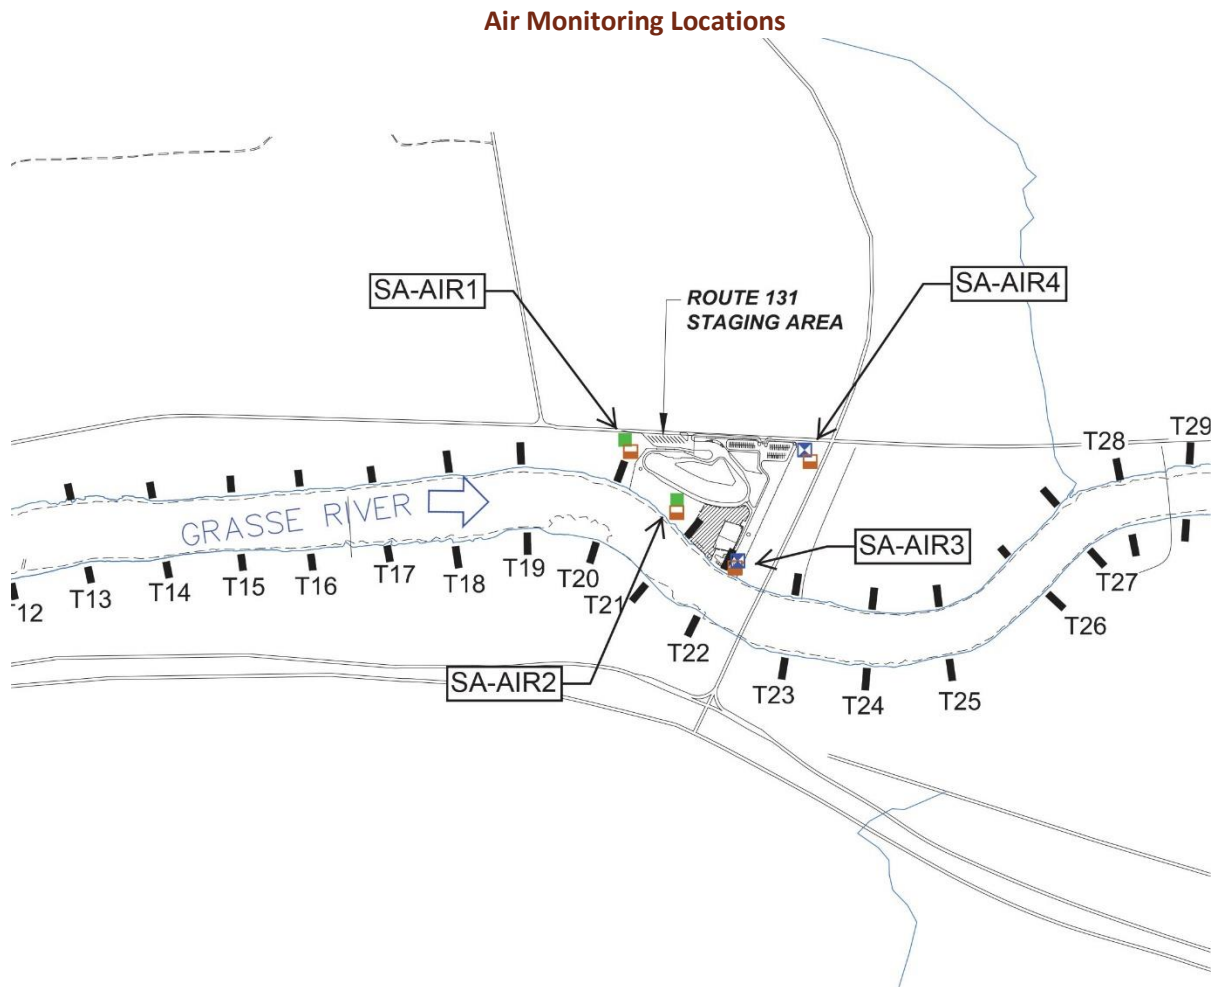 Air Monitoring Locations
SA-AIR1
SA-AIR4
ROUTE 131
STAGING AREA
T29
T28
GRASSE RIVER
SA-AIR3
T12
T13
T14
T15
T16
T17
T18
T19
T20
T21
T22
T23
T24
T25
T26
T27
SA-AIR2